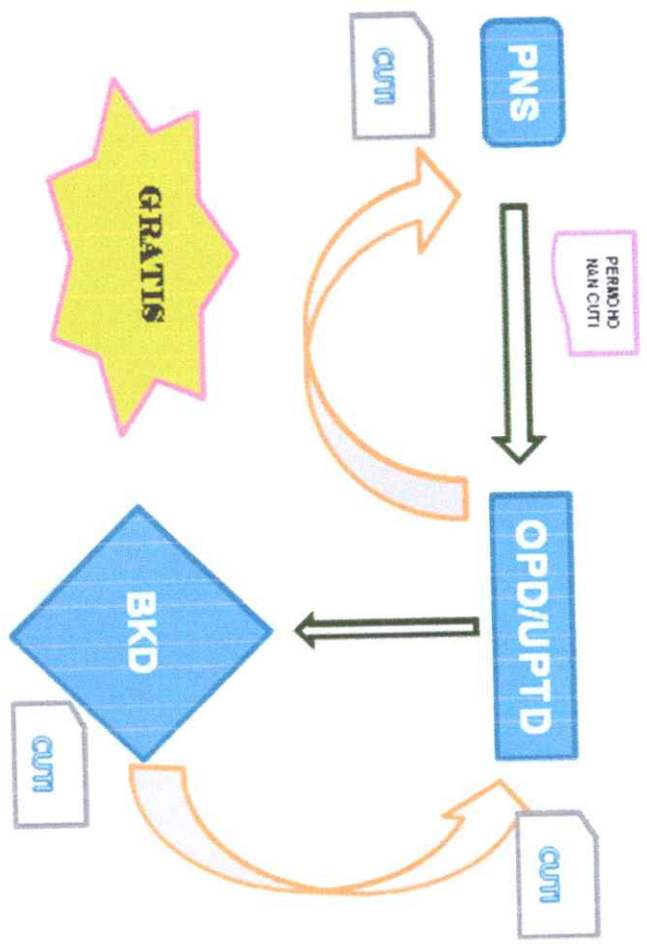 PNS
PERMOHO
NAN CUTI
OPD/UPTD
CUTI
CUTI
GRATIS
BKD
CUTI